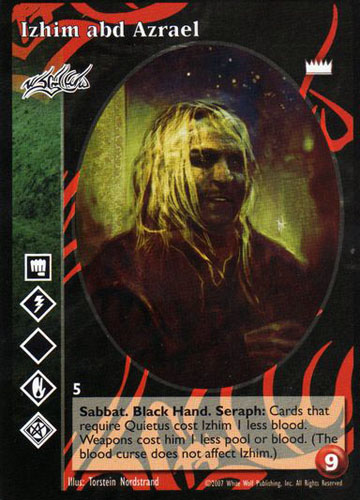 Izhim abd Azrael
5
Sabbat. Black Hand. Seraph: Cards that
require Quietus cost Izhim 1 less blood.
Weapons cost him 1 less pool or blood. (The
blood curse does not affect Izhim.)
9
Illus: Torstein Nordstrand
©2007 White Wolf Publishing, Inc. All Rights Reserved.